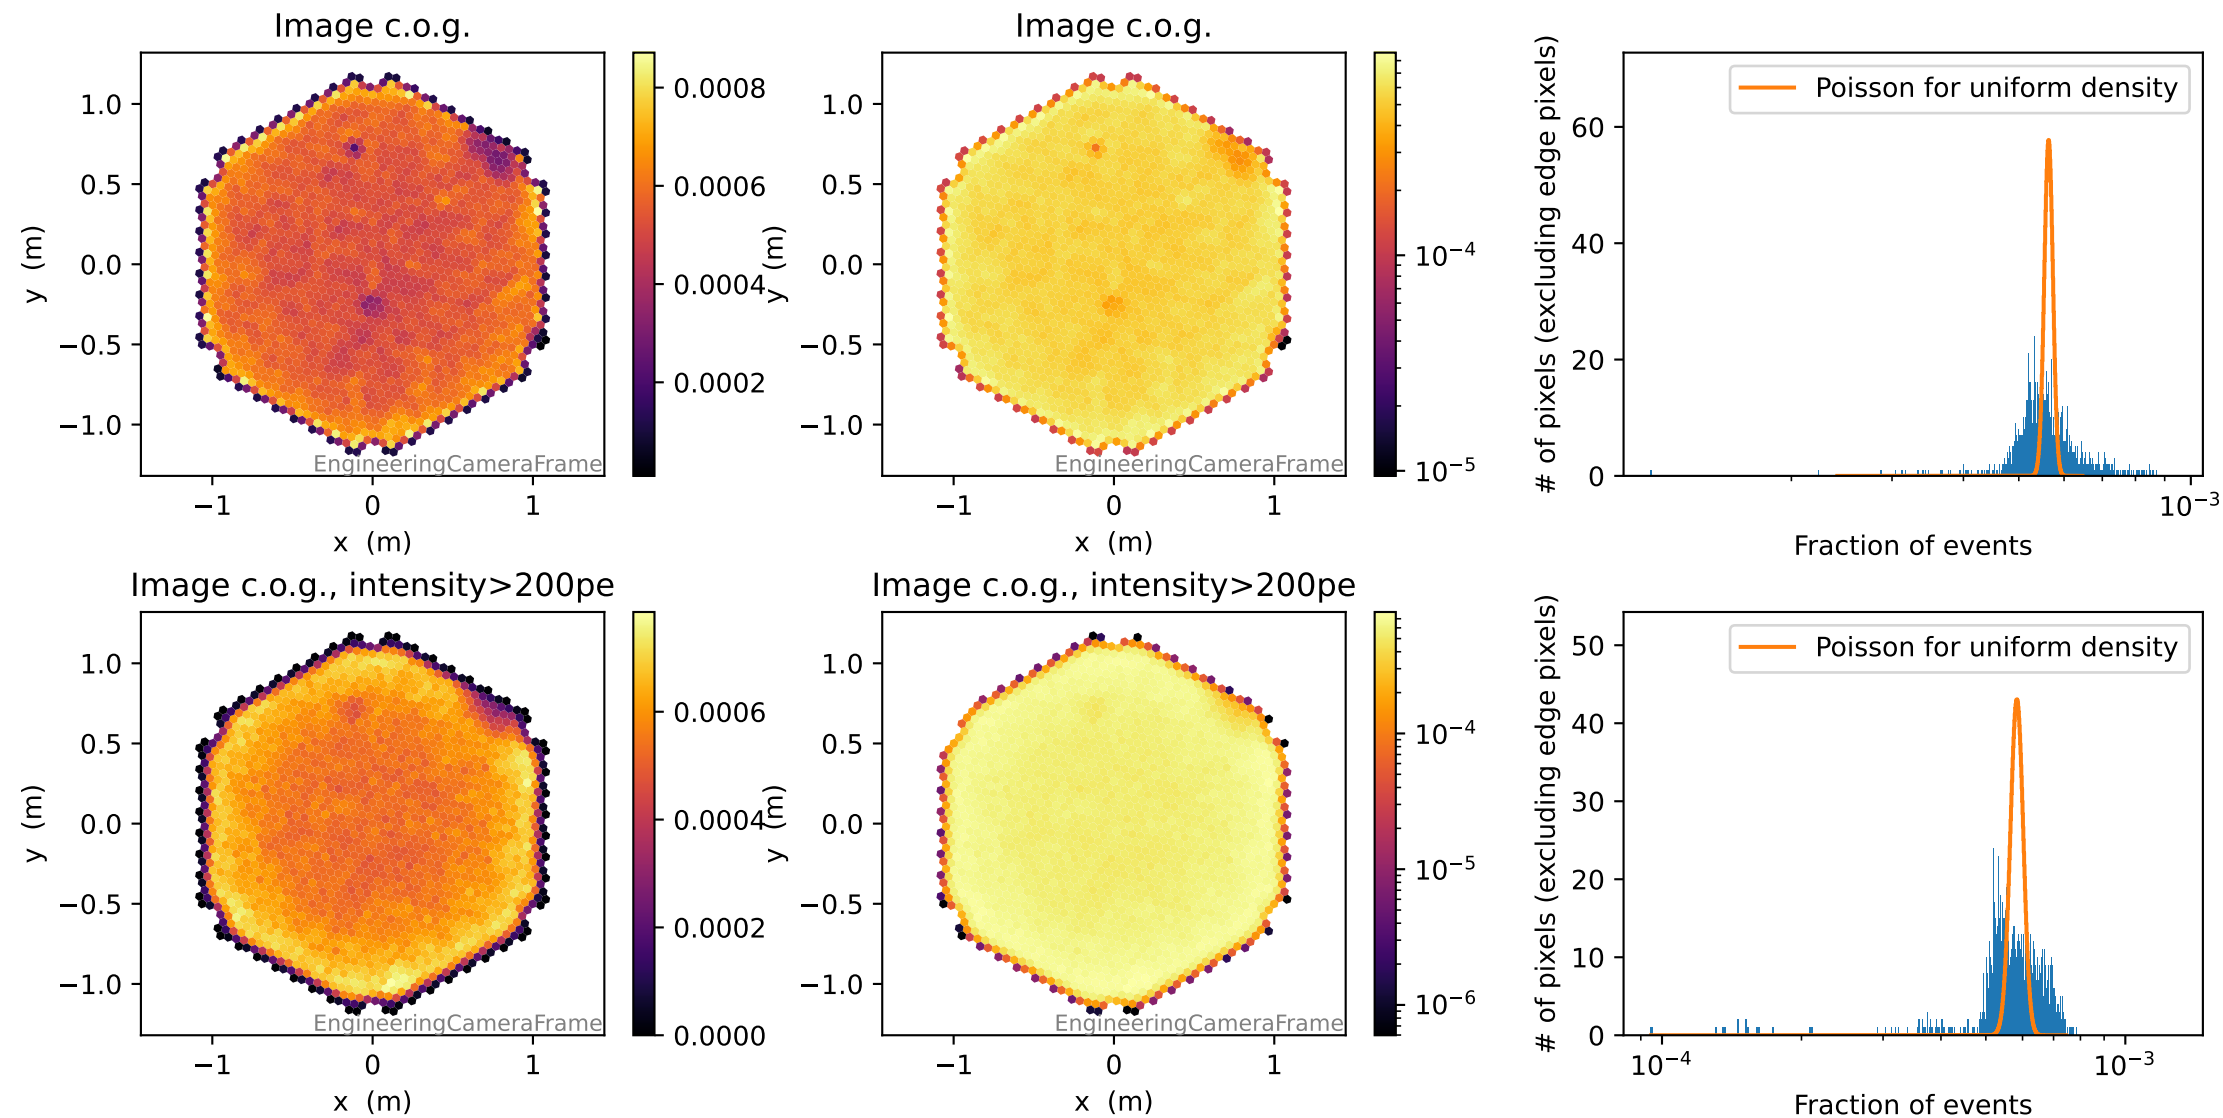 Image c.o.g.
y (m)
1.0
0.5
0.0
−0.5
−1.0
−1
0
1
x (m)
EngineeringCameraFrame
0.0008
0.0006
0.0004
0.0002
Image c.o.g.
y (m)
1.0
0.5
0.0
−0.5
−1.0
−1
0
1
x (m)
EngineeringCameraFrame
10−4
10−5
# of pixels (excluding edge pixels)
60
40
20
0
Poisson for uniform density
10−3
Fraction of events
Image c.o.g., intensity>200pe
y (m)
1.0
0.5
0.0
−0.5
−1.0
−1
0
1
x (m)
EngineeringCameraFrame
0.0006
0.0004
0.0002
0.0000
Image c.o.g., intensity>200pe
y (m)
1.0
0.5
0.0
−0.5
−1.0
−1
0
1
x (m)
EngineeringCameraFrame
10−4
10−5
10−6
# of pixels (excluding edge pixels)
50
40
30
20
10
0
Poisson for uniform density
10−4
10−3
Fraction of events